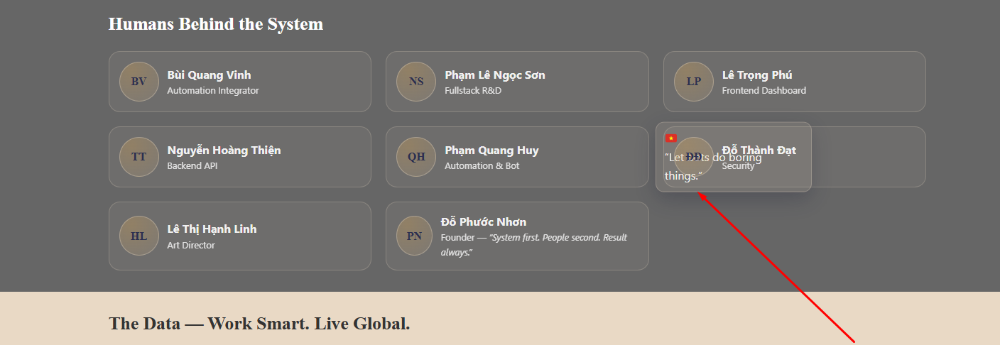 Humans Behind the System
BV
Bùi Quang Vinh
Automation Integrator
NS
Phạm Lê Ngọc Sơn
Fullstack R&D
LP
Lê Trọng Phú
Frontend Dashboard
TT
Nguyễn Hoàng Thiện
Backend API
QH
Phạm Quang Huy
Automation & Bot
ĐĐ
Đỗ Thành Đạt
Security
“Let bots do boring
things.”
HL
Lê Thị Hạnh Linh
Art Director
PN
Đỗ Phước Nhơn
Founder — “System first. People second. Result
always.”
The Data — Work Smart. Live Global.